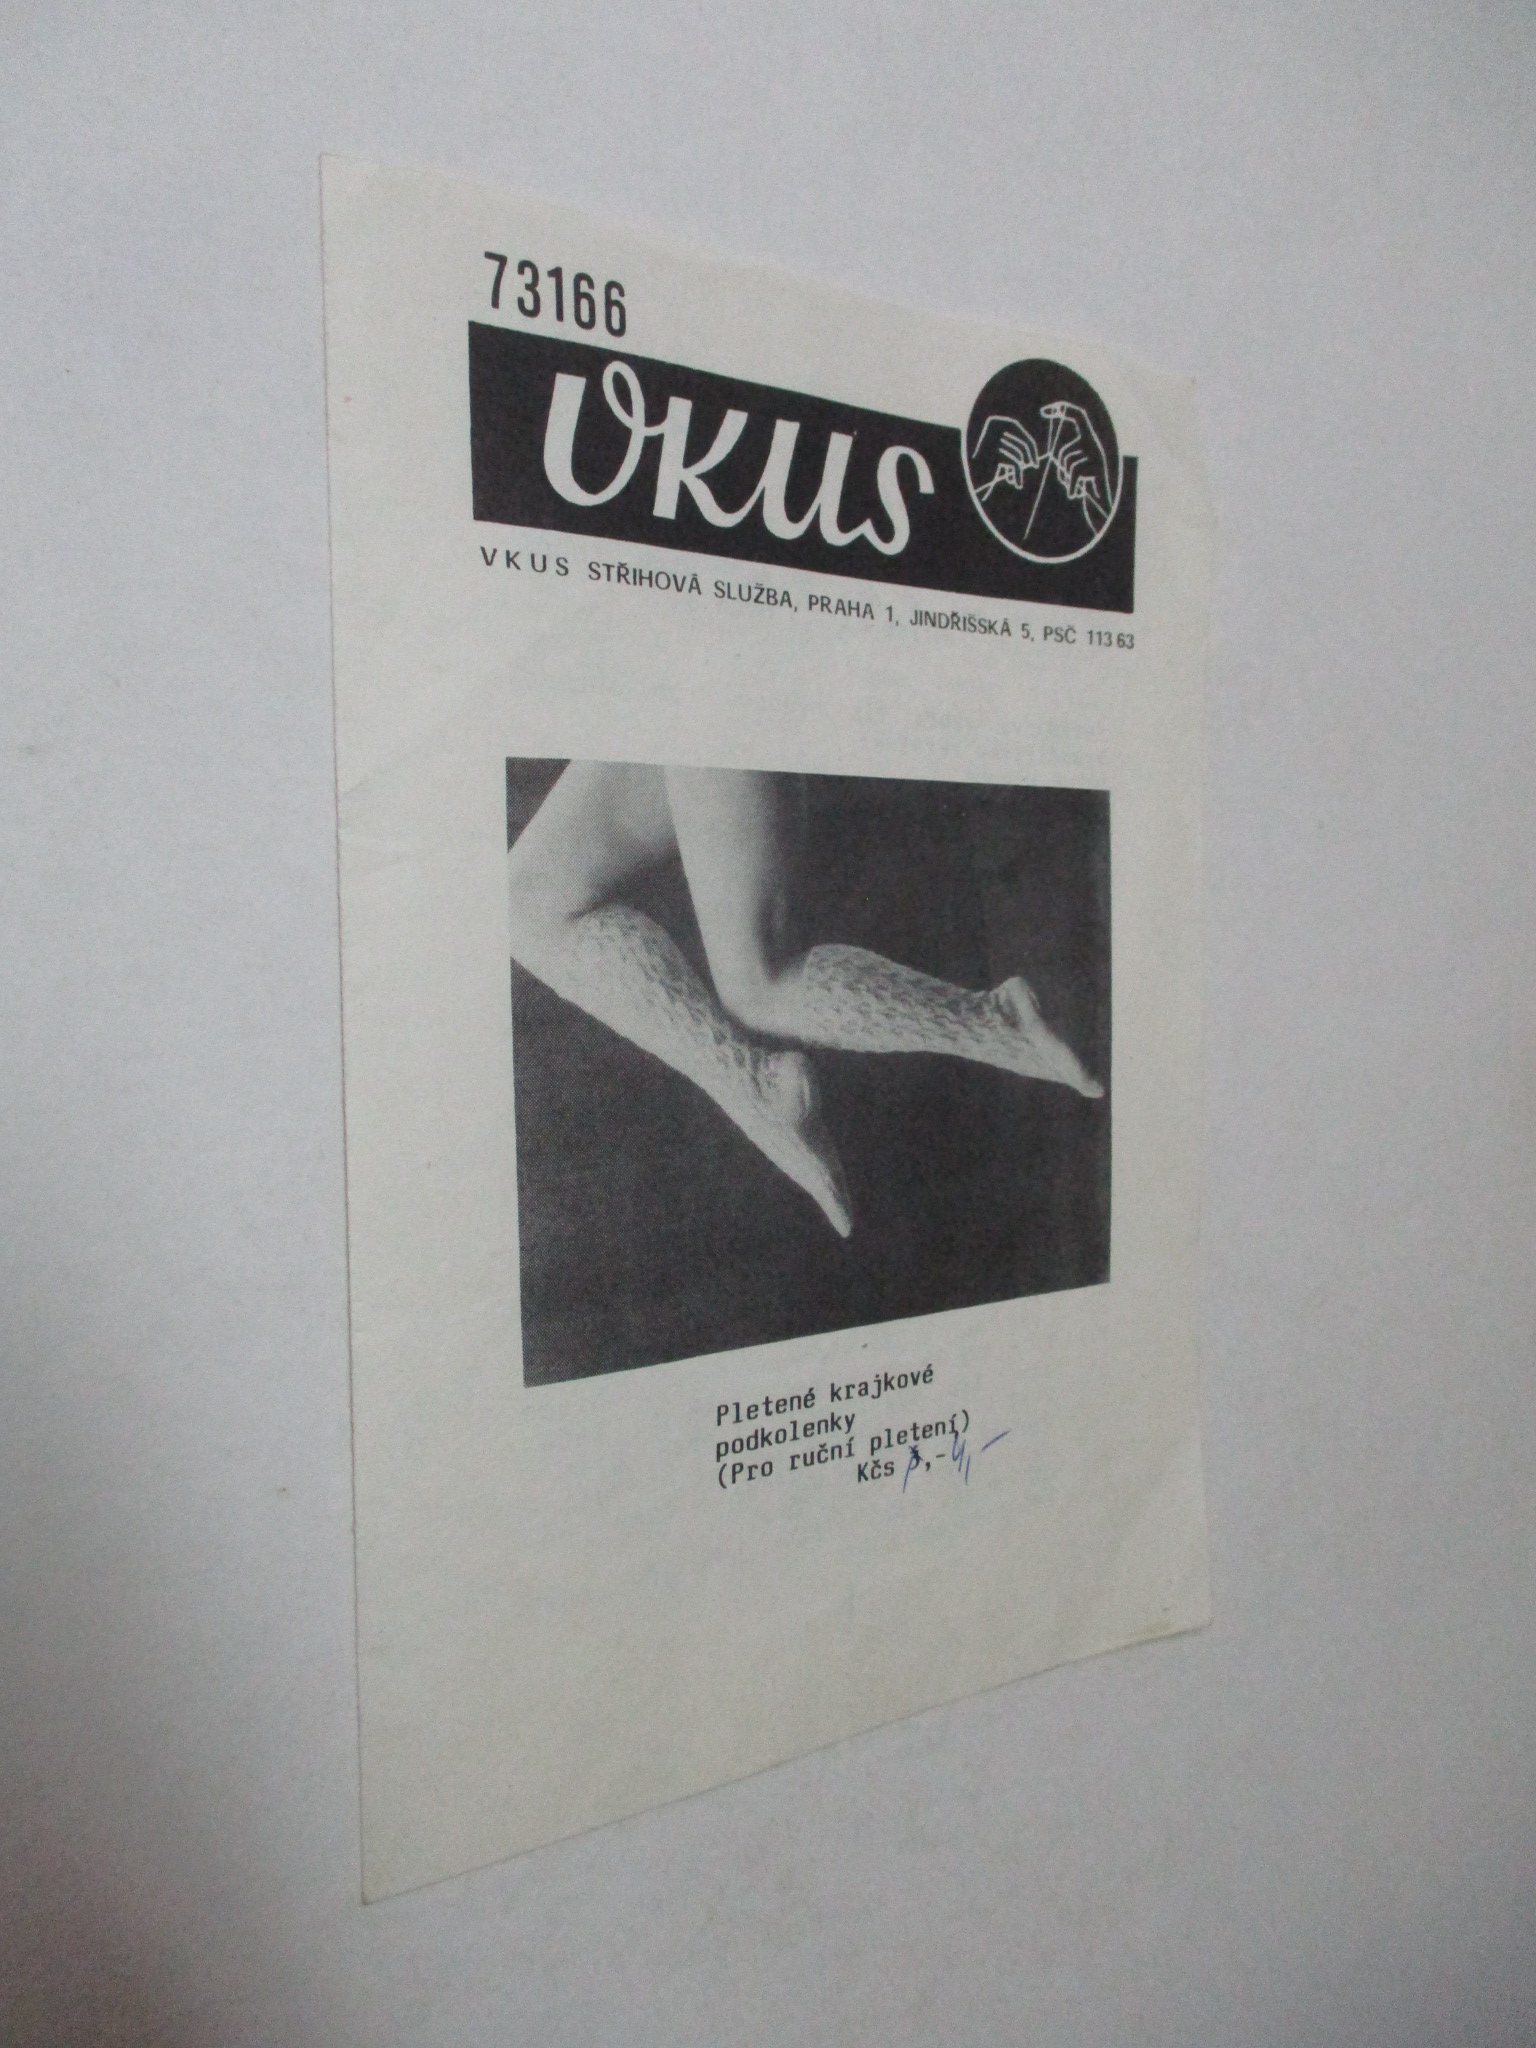 73166
Vkus
VKUS STŘIHOVÁ SLUŽBA, PRAHA 1, JINDŘIŠSKÁ 5, PSČ 113 63
Pletené krajkové
podkolenky
(Pro ruční pletení)
Kčs ,- 4,-